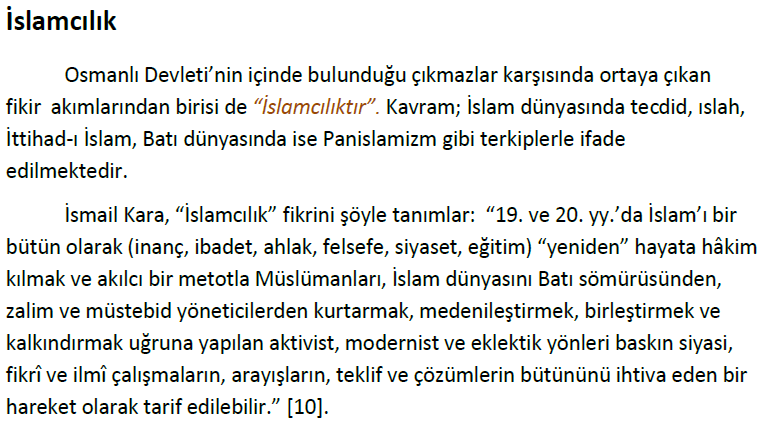 İslamcılık
Osmanlı Devleti’nin içinde bulunduğu çıkmazlar karşısında ortaya çıkan
fikir akımlarından birisi de “İslamcılıktır”. Kavram; İslam dünyasında tecdid, ıslah,
İttihad-ı İslam, Batı dünyasında ise Panislamizm gibi terkiplerle ifade
edilmektedir.
İsmail Kara, “İslamcılık” fikrini şöyle tanımlar: “19. ve 20. yy.’da İslam’ı bir
bütün olarak (inanç, ibadet, ahlak, felsefe, siyaset, eğitim) “yeniden” hayata hâkim
kılmak ve akılcı bir metotla Müslümanları, İslam dünyasını Batı sömürüsünden,
zalim ve müstebid yöneticilerden kurtarmak, medenileştirmek, birleştirmek ve
kalkındırmak uğruna yapılan aktivist, modernist ve eklektik yönleri baskın siyasi,
fikrî ve ilmî çalışmaların, arayışların, teklif ve çözümlerin bütününü ihtiva eden bir
hareket olarak tarif edilebilir.” [10].